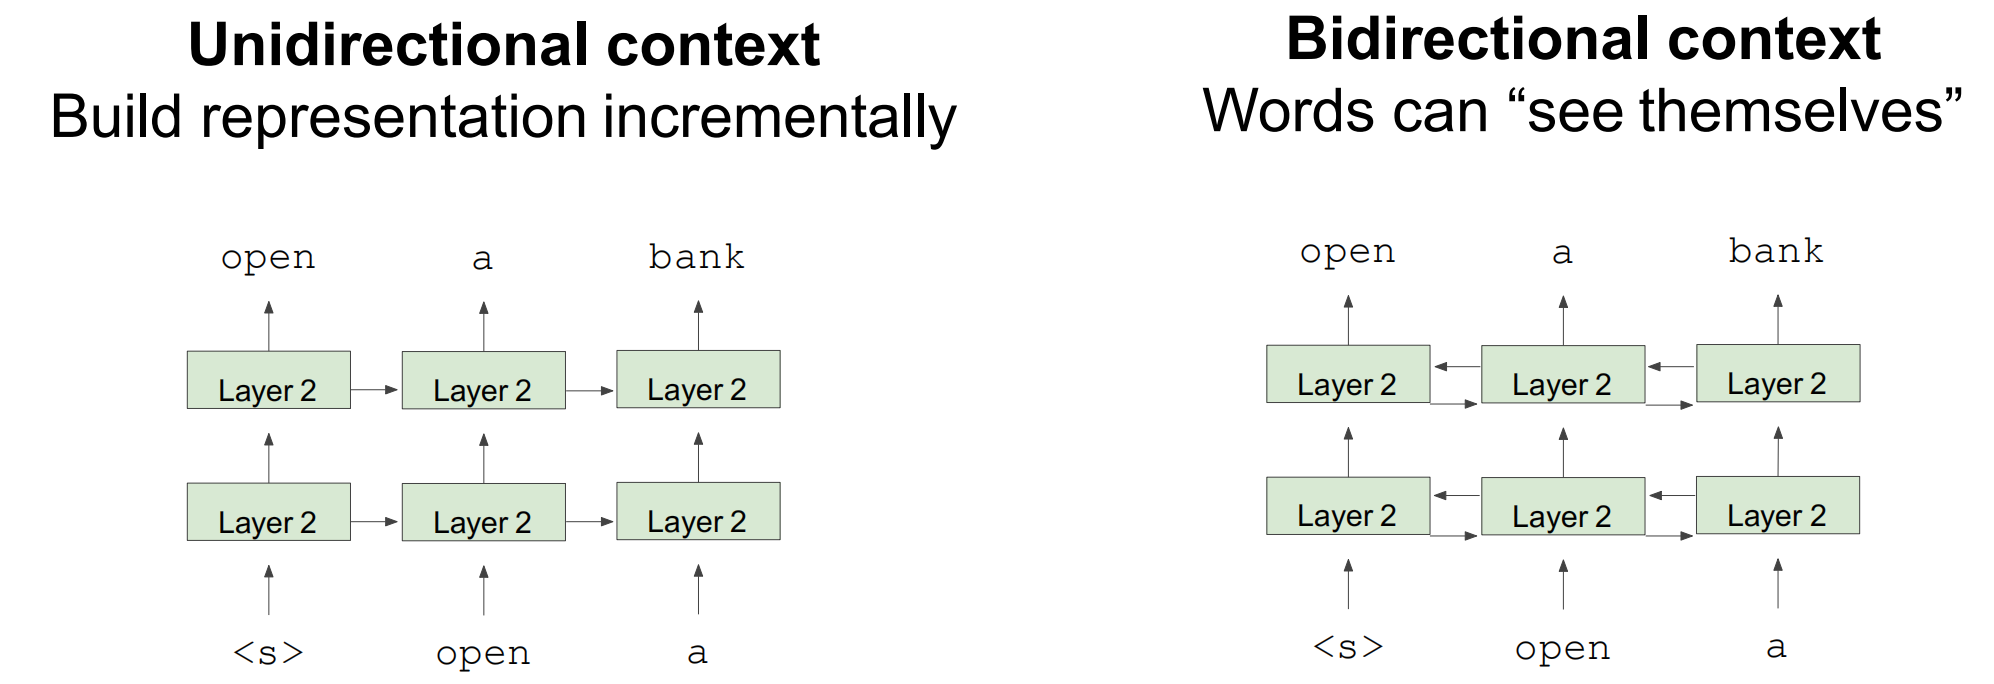 Unidirectional context
Build representation incrementally
open a bank
Layer 2 Layer 2 Layer 2
Layer 2 Layer 2 Layer 2
<s> open a
Bidirectional context
Words can “see themselves”
open a bank
Layer 2 Layer 2 Layer 2
Layer 2 Layer 2 Layer 2
<s> open a